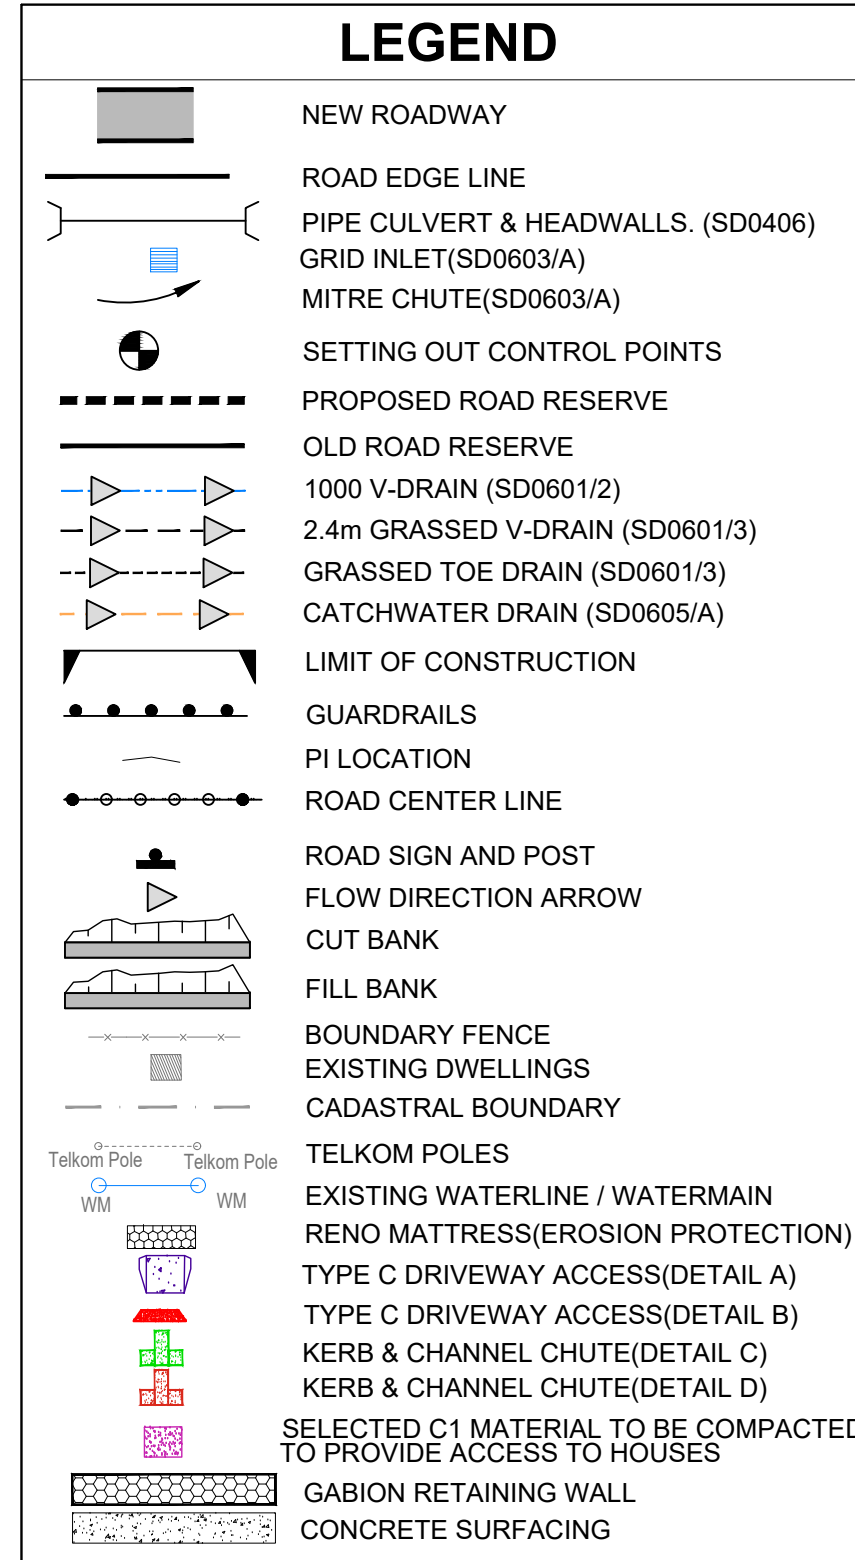 LEGEND
NEW ROADWAY
ROAD EDGE LINE
PIPE CULVERT & HEADWALLS. (SD0406)
GRID INLET(SD0603/A)
MITRE CHUTE(SD0603/A)
SETTING OUT CONTROL POINTS
PROPOSED ROAD RESERVE
OLD ROAD RESERVE
1000 V-DRAIN (SD0601/2)
2.4m GRASSED V-DRAIN (SD0601/3)
GRASSED TOE DRAIN (SD0601/3)
CATCHWATER DRAIN (SD0605/A)
LIMIT OF CONSTRUCTION
GUARDRAILS
PI LOCATION
ROAD CENTER LINE
ROAD SIGN AND POST
FLOW DIRECTION ARROW
CUT BANK
FILL BANK
BOUNDARY FENCE
EXISTING DWELLINGS
CADASTRAL BOUNDARY
Telkom Pole Telkom Pole TELKOM POLES
WM WM EXISTING WATERLINE / WATERMAIN
RENO MATTRESS(EROSION PROTECTION)
TYPE C DRIVEWAY ACCESS(DETAIL A)
TYPE C DRIVEWAY ACCESS(DETAIL B)
KERB & CHANNEL CHUTE(DETAIL C)
KERB & CHANNEL CHUTE(DETAIL D)
SELECTED C1 MATERIAL TO BE COMPACTED
TO PROVIDE ACCESS TO HOUSES
GABION RETAINING WALL
CONCRETE SURFACING